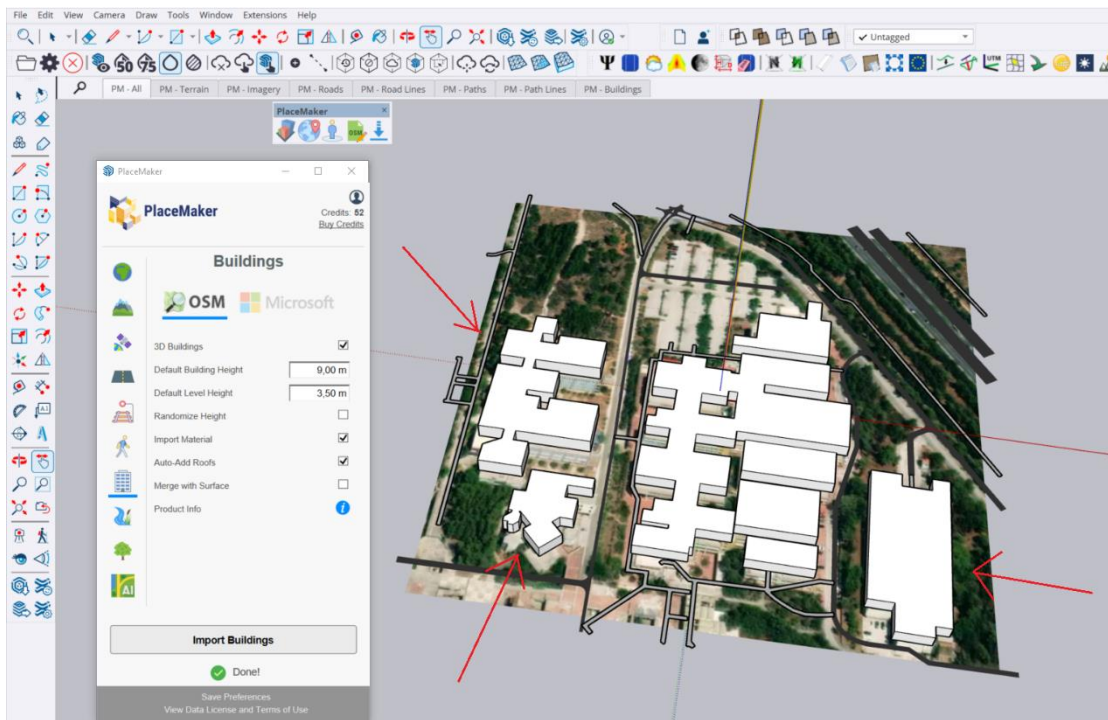 File Edit View Camera Draw Tools Window Extensions Help
Untagged
PM - All PM - Terrain PM - Imagery PM - Roads PM - Road Lines PM - Paths PM - Path Lines PM - Buildings
PlaceMaker ×
OSM
PlaceMaker
PlaceMaker
Credits: 52
Buy Credits
Buildings
OSM Microsoft
3D Buildings
Default Building Height 9,00 m
Default Level Height 3,50 m
Randomize Height
Import Material
Auto-Add Roofs
Merge with Surface
Product Info i
AI
Import Buildings
Done!
Save Preferences
View Data License and Terms of Use